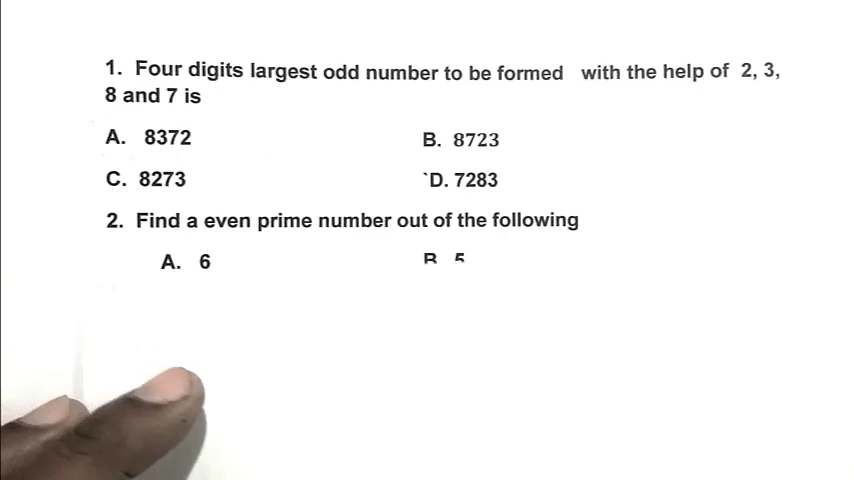 1. Four digits largest odd number to be formed with the help of 2, 3,
8 and 7 is
A. 8372 B. 8723
C. 8273 `D. 7283
2. Find a even prime number out of the following
A. 6 B 5